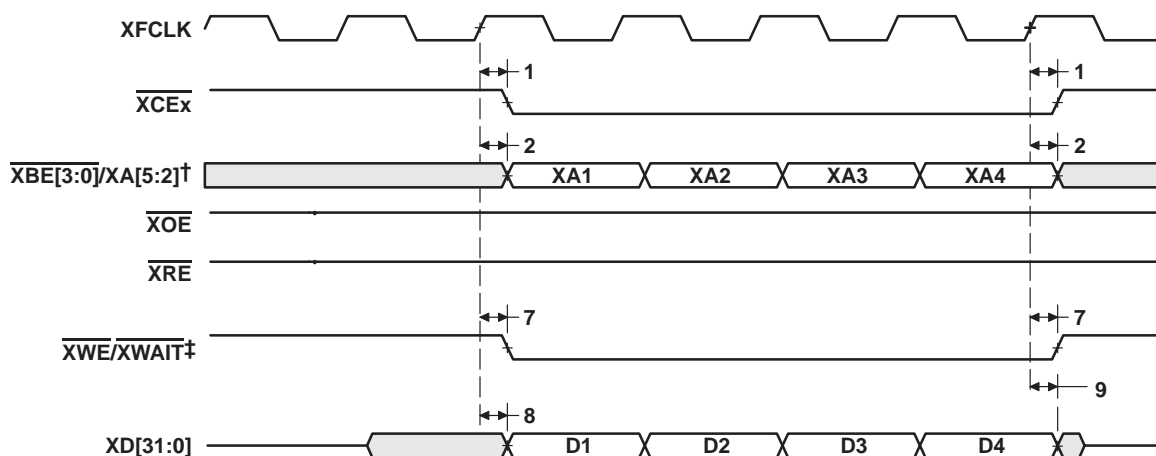 XFCLK
1 1
XCEx
2 2
XBE[3:0]/XA[5:2]† XA1 XA2 XA3 XA4
XOE
XRE
7 7
XWE/XWAIT‡
9
8
XD[31:0] D1 D2 D3 D4